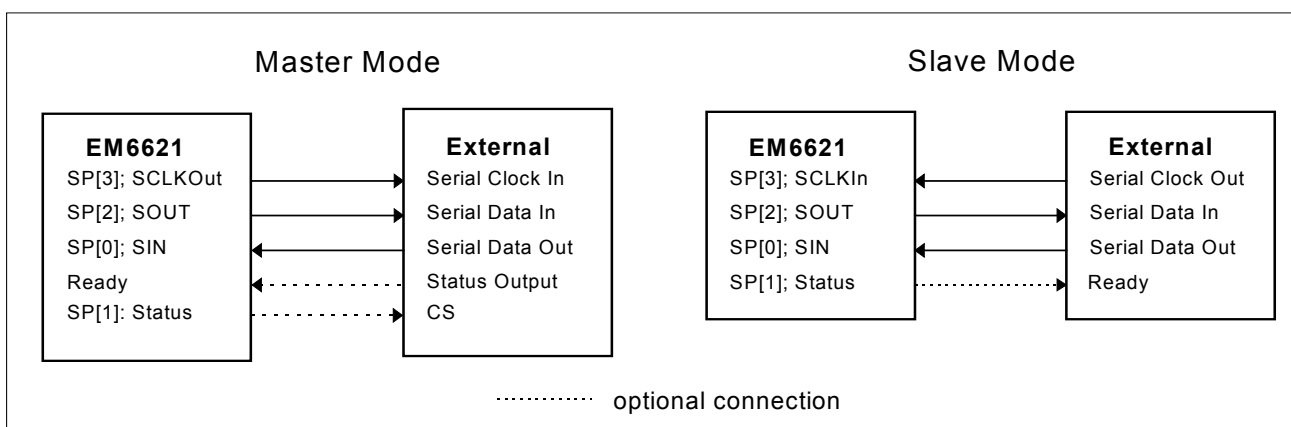 Master Mode
EM6621
SP[3]; SCLKOut
SP[2]; SOUT
SP[0]; SIN
Ready
SP[1]: Status
External
Serial Clock In
Serial Data In
Serial Data Out
Status Output
CS
Slave Mode
EM6621
SP[3]; SCLKIn
SP[2]; SOUT
SP[0]; SIN
SP[1]; Status
External
Serial Clock Out
Serial Data In
Serial Data Out
Ready
optional connection